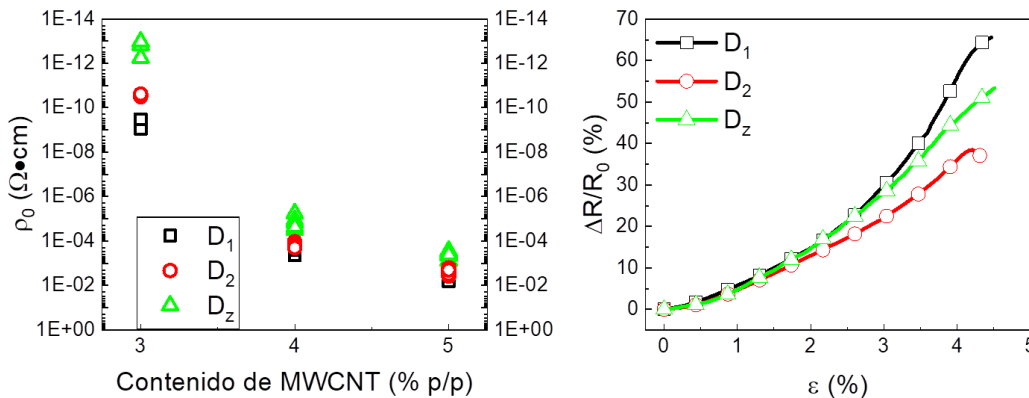 1E-14
1E-12
1E-10
1E-08
1E-06
1E-04
1E-02
1E+00
ρ₀ (Ω•cm)
D₁
D₂
D_z
3
4
5
Contenido de MWCNT (% p/p)
1E-14
1E-12
1E-10
1E-08
1E-06
1E-04
1E-02
1E+00
70
60
50
40
30
20
10
0
ΔR/R₀ (%)
D₁
D₂
D_z
0
1
2
3
4
5
ε (%)